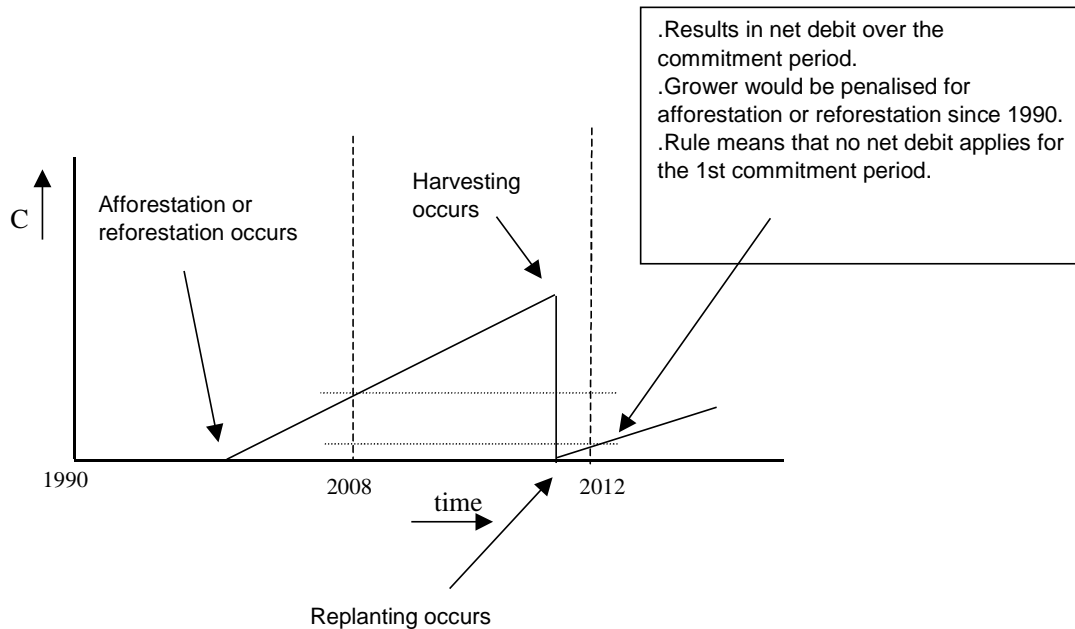 .Results in net debit over the
commitment period.
.Grower would be penalised for
afforestation or reforestation since 1990.
.Rule means that no net debit applies for
the 1st commitment period.
Harvesting
occurs
Afforestation or
reforestation occurs
C
1990
2008
2012
time
Replanting occurs